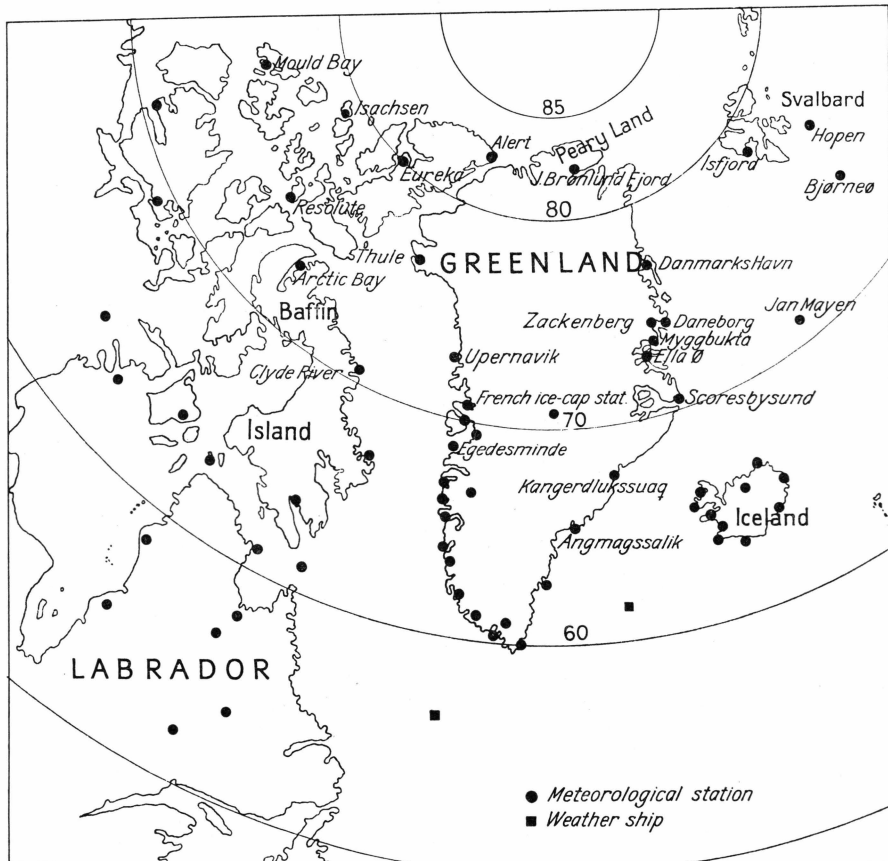 Mould Bay
Isachsen
85
Svalbard
Hopen
Alert
Peary Land
Isfjord
Eureka
J.Brønlund Fjord
Bjørneø
Resolute
80
Thule
GREENLAND
DanmarksHavn
Arctic Bay
Baffin
Jan Mayen
Zackenberg
Daneborg
Myggbukta
Upernavik
Ella Ø
Clyde River
French ice-cap stat.
Scoresbysund
70
Island
Egedesminde
Kangerdlukssuaq
Iceland
Angmagssalik
60
LABRADOR
Meteorological station
Weather ship